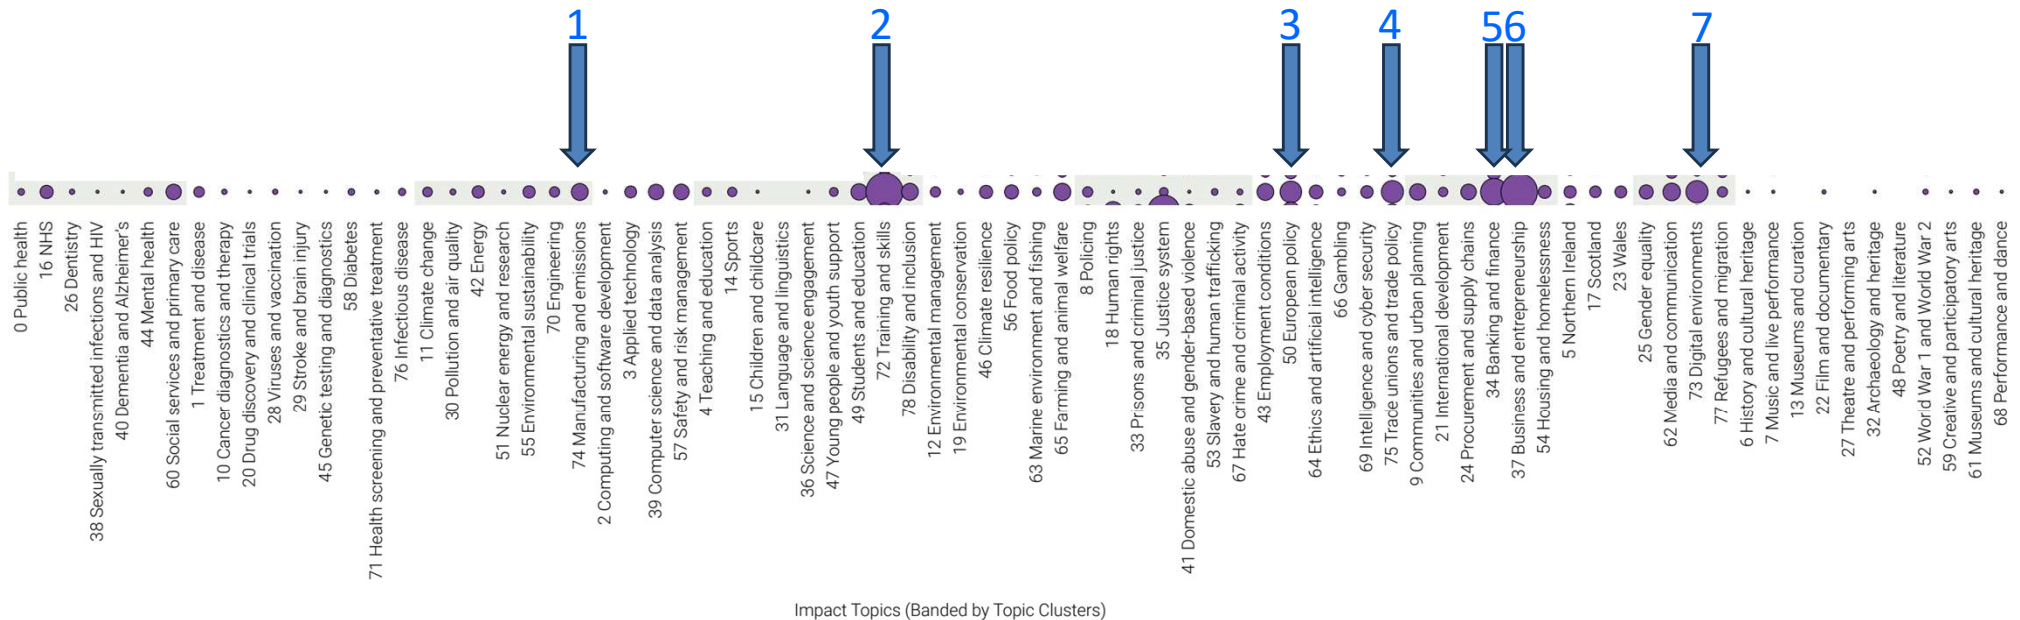 1
2
3
4
5
6
7
0 Public health
16 NHS
26 Dentistry
38 Sexually transmitted infections and HIV
40 Dementia and Alzheimer's
44 Mental health
60 Social services and primary care
1 Treatment and disease
10 Cancer diagnostics and therapy
20 Drug discovery and clinical trials
28 Viruses and vaccination
29 Stroke and brain injury
45 Genetic testing and diagnostics
58 Diabetes
71 Health screening and preventative treatment
76 Infectious disease
11 Climate change
30 Pollution and air quality
42 Energy
51 Nuclear energy and research
55 Environmental sustainability
70 Engineering
74 Manufacturing and emissions
2 Computing and software development
3 Applied technology
39 Computer science and data analysis
57 Safety and risk management
4 Teaching and education
14 Sports
15 Children and childcare
31 Language and linguistics
36 Science and science engagement
47 Young people and youth support
49 Students and education
72 Training and skills
78 Disability and inclusion
12 Environmental management
19 Environmental conservation
46 Climate resilience
56 Food policy
63 Marine environment and fishing
65 Farming and animal welfare
8 Policing
18 Human rights
33 Prisons and criminal justice
35 Justice system
41 Domestic abuse and gender-based violence
53 Slavery and human trafficking
67 Hate crime and criminal activity
43 Employment conditions
50 European policy
64 Ethics and artificial intelligence
66 Gambling
69 Intelligence and cyber security
75 Trade unions and trade policy
9 Communities and urban planning
21 International development
24 Procurement and supply chains
34 Banking and finance
37 Business and entrepreneurship
54 Housing and homelessness
5 Northern Ireland
17 Scotland
23 Wales
25 Gender equality
62 Media and communication
73 Digital environments
77 Refugees and migration
6 History and cultural heritage
7 Music and live performance
13 Museums and curation
22 Film and documentary
27 Theatre and performing arts
32 Archaeology and heritage
48 Poetry and literature
52 World War 1 and World War 2
59 Creative and participatory arts
61 Museums and cultural heritage
68 Performance and dance
Impact Topics (Banded by Topic Clusters)